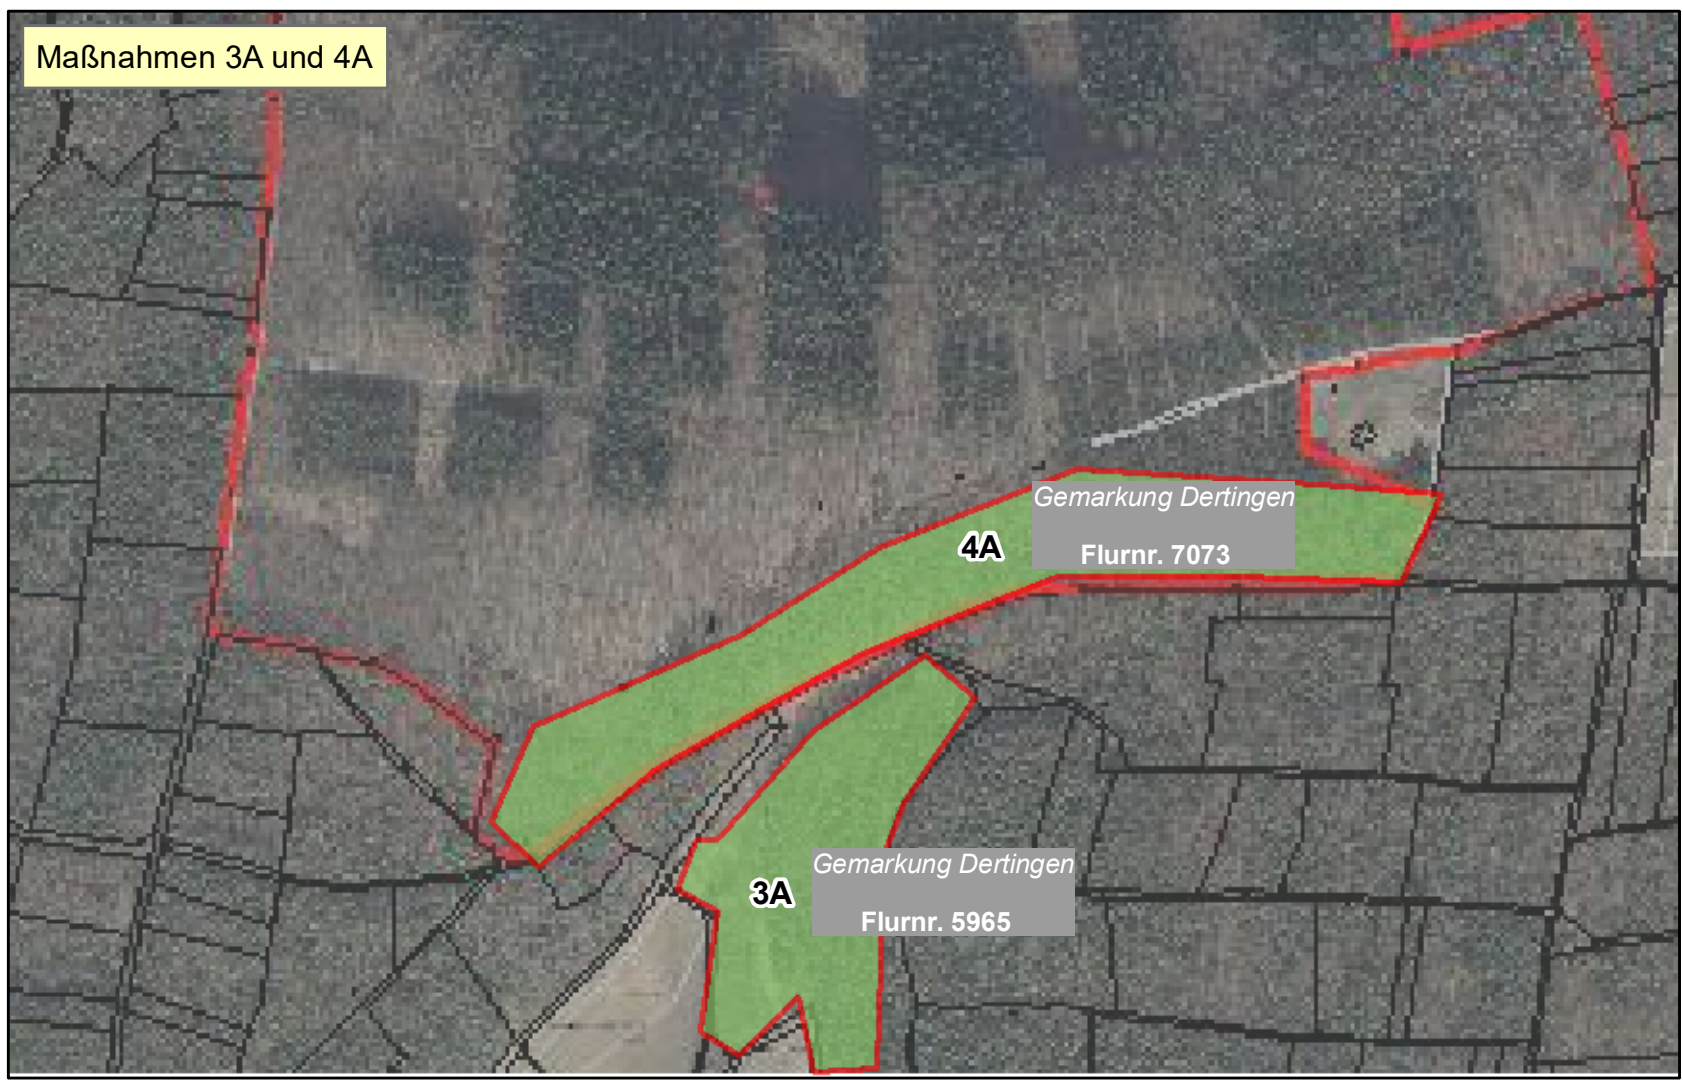 Maßnahmen 3A und 4A
Gemarkung Dertingen
4A
Flurnr. 7073
Gemarkung Dertingen
3A
Flurnr. 5965